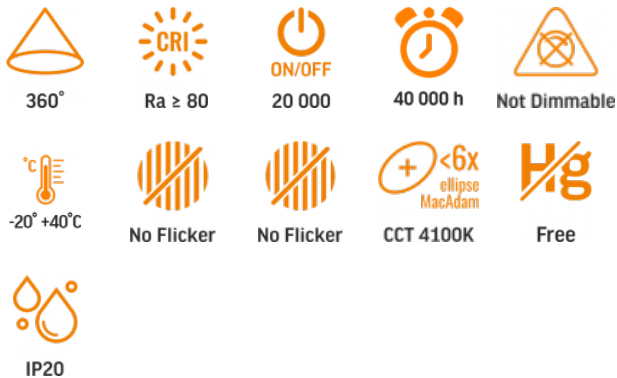 CRI
ON/OFF
360°
Ra ≥ 80
20 000
40 000 h
Not Dimmable
°C
<6x
ellipse
MacAdam
Hg
-20° +40°C
No Flicker
No Flicker
CCT 4100K
Free
IP20